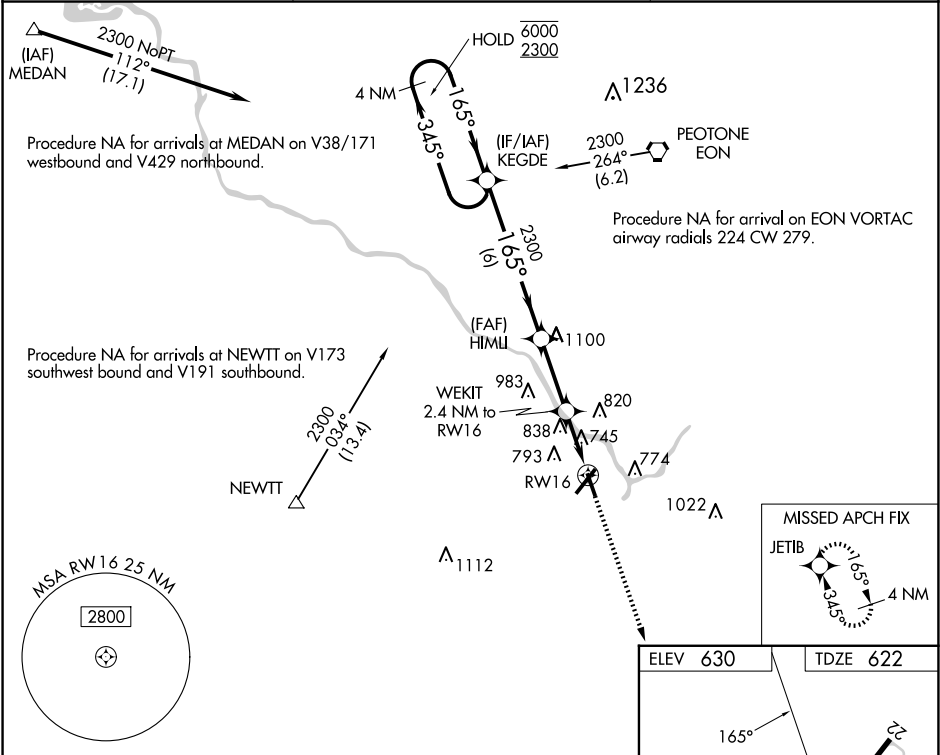 (IAF)
MEDAN
2300 NoPT
112°
(17.1)
HOLD 6000
2300
4 NM
165°
345°
(IF/IAF)
KEGDE
1236
2300
264°
(6.2)
PEOTONE
EON
Procedure NA for arrivals at MEDAN on V38/171
westbound and V429 northbound.
Procedure NA for arrival on EON VORTAC
airway radials 224 CW 279.
2300
165°
(6)
(FAF)
HIMLI
1100
Procedure NA for arrivals at NEWTT on V173
southwest bound and V191 southbound.
2300
034°
(13.4)
NEWTT
983
WEKIT
2.4 NM to
RW16
820
838
745
793
774
RW16
1022
1112
MISSED APCH FIX
JETIB
165°
345°
4 NM
MSA RW16 25 NM
2800
ELEV 630
TDZE 622
165°
22